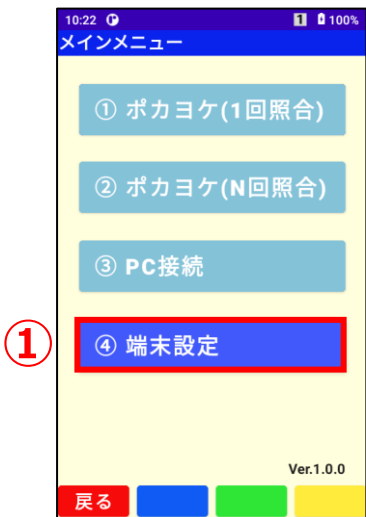 10:22 1 100%
メインメニュー
① ポカヨケ(1回照合)
② ポカヨケ(N回照合)
③ PC接続
①
④ 端末設定
Ver.1.0.0
戻る